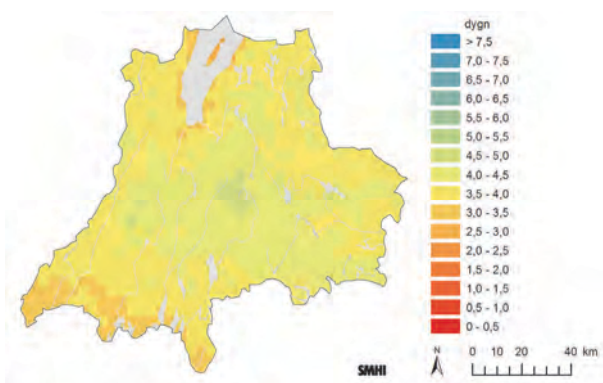 dygn
> 7,5
7,0 - 7,5
6,5 - 7,0
6,0 - 6,5
5,5 - 6,0
5,0 - 5,5
4,5 - 5,0
4,0 - 4,5
3,5 - 4,0
3,0 - 3,5
2,5 - 3,0
2,0 - 2,5
1,5 - 2,0
1,0 - 1,5
0,5 - 1,0
0 - 0,5
SMHI
N
0 10 20 40 km